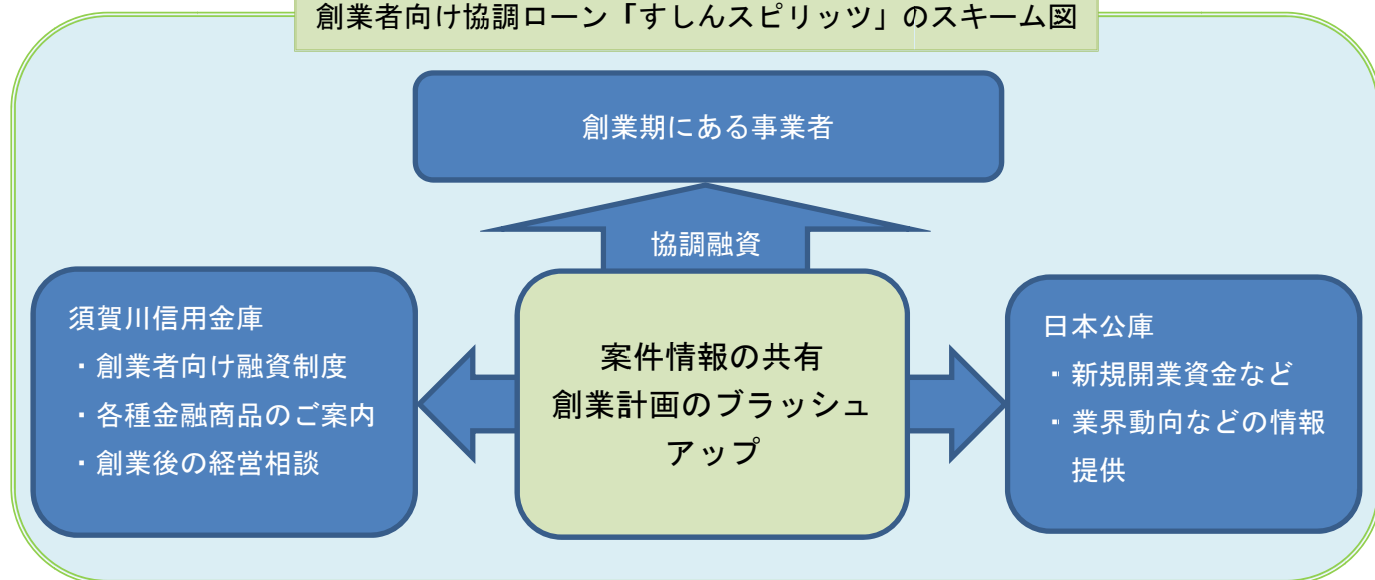 創業者向け協調ローン「すしんスピリッツ」のスキーム図
創業期にある事業者
協調融資
須賀川信用金庫
・創業者向け融資制度
・各種金融商品のご案内
・創業後の経営相談
案件情報の共有
創業計画のブラッシュ
アップ
日本公庫
・新規開業資金など
・業界動向などの情報
提供